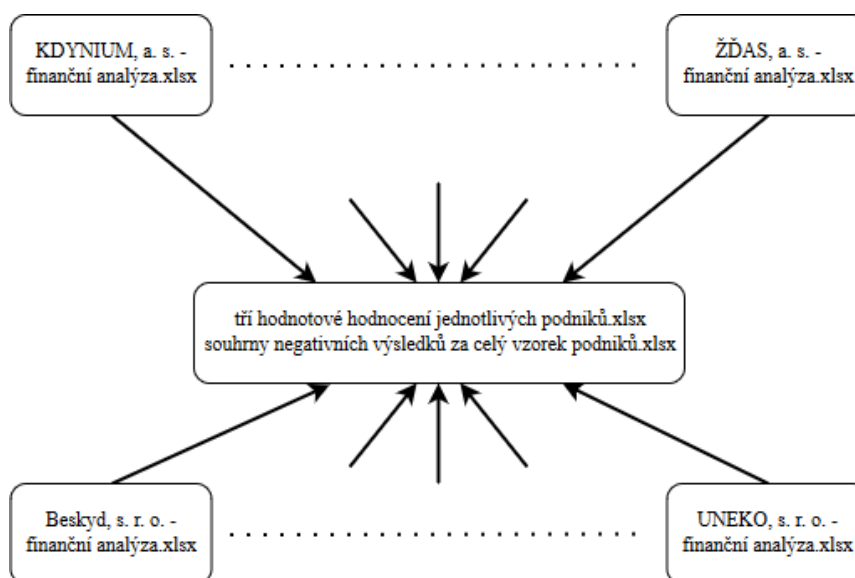 KDYNIUM, a. s. -
finanční analýza.xlsx
ŽĎAS, a. s. -
finanční analýza.xlsx
tří hodnotové hodnocení jednotlivých podniků.xlsx
souhrny negativních výsledků za celý vzorek podniků.xlsx
Beskyd, s. r. o. -
finanční analýza.xlsx
UNEKO, s. r. o. -
finanční analýza.xlsx